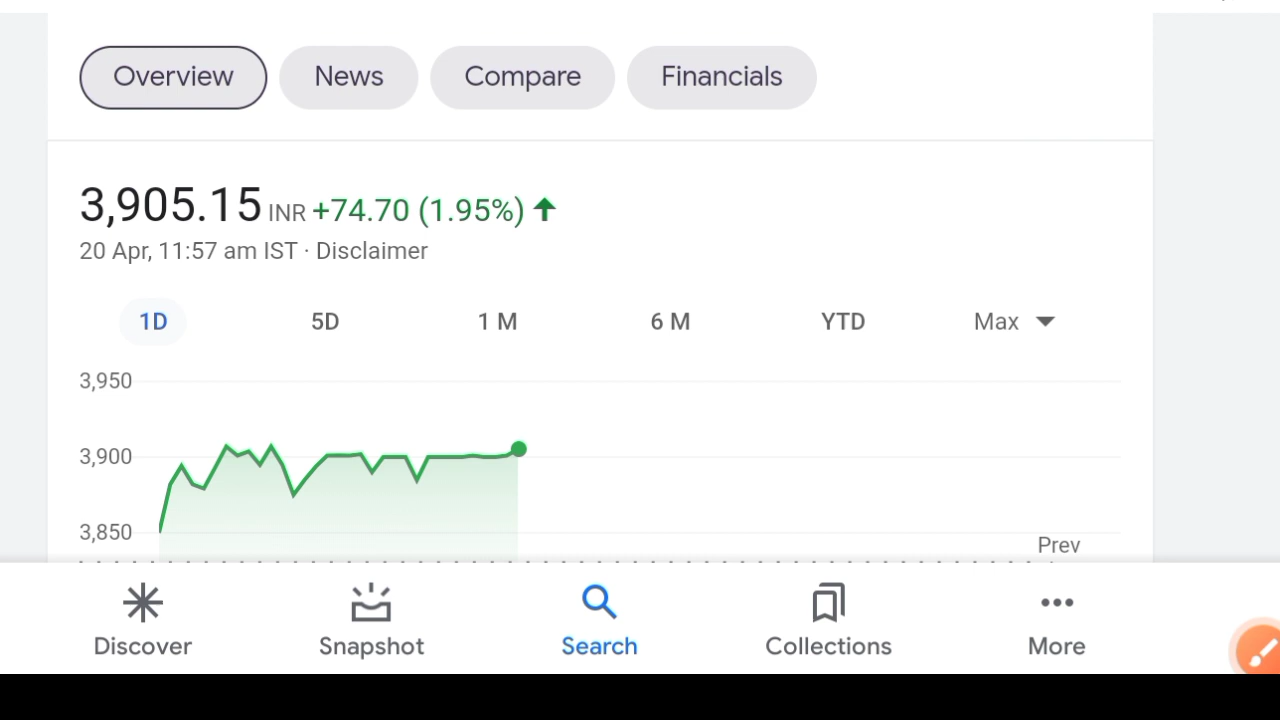 Overview News Compare Financials
3,905.15 INR +74.70 (1.95%)
20 Apr, 11:57 am IST · Disclaimer
1D 5D 1 M 6 M YTD Max
3,950
3,900
3,850
Prev
Discover Snapshot Search Collections More